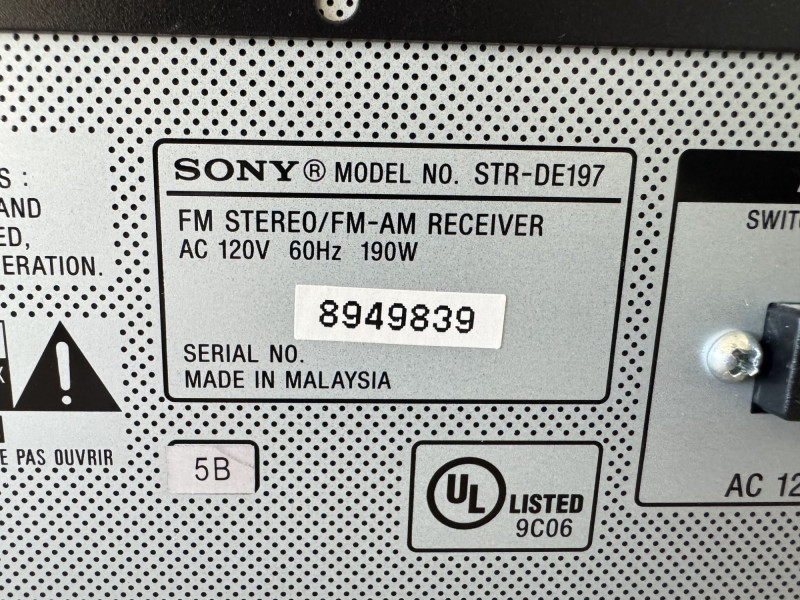 SONY® MODEL NO. STR-DE197
FM STEREO/FM-AM RECEIVER
AC 120V 60Hz 190W
8949839
SERIAL NO.
MADE IN MALAYSIA
S :
AND
ED,
ERATION.
!
E PAS OUVRIR
5B
UL LISTED
9C06
SWIT
AC 12